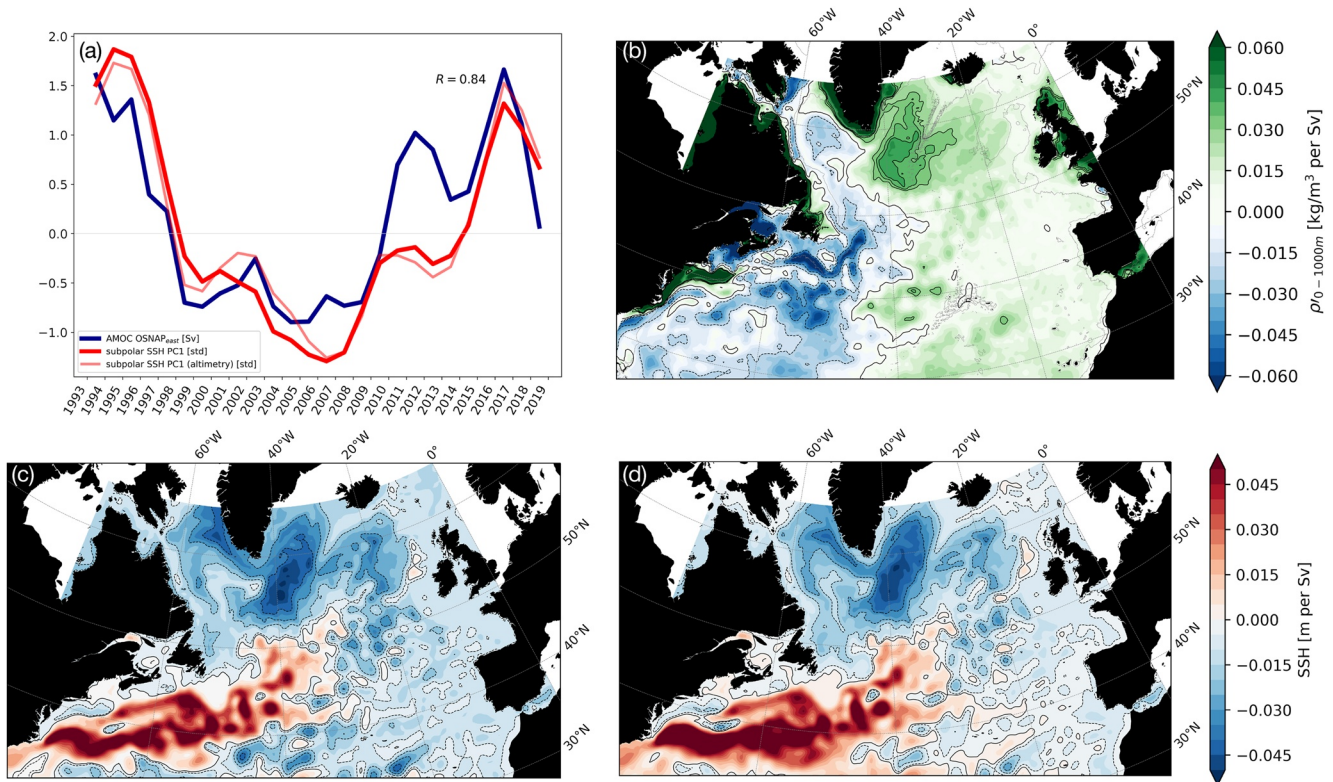 (a)
2.0
1.5
1.0
0.5
0.0
−0.5
−1.0
R = 0.84
AMOC OSNAPeast [Sv]
subpolar SSH PC1 [std]
subpolar SSH PC1 (altimetry) [std]
1993
1994
1995
1996
1997
1998
1999
2000
2001
2002
2003
2004
2005
2006
2007
2008
2009
2010
2011
2012
2013
2014
2015
2016
2017
2018
2019
(b)
60°W
40°W
20°W
0°
50°N
40°N
30°N
0.060
0.045
0.030
0.015
0.000
−0.015
−0.030
−0.045
−0.060
ρ/0−1000m [kg/m³ per Sv]
(c)
60°W
40°W
20°W
0°
50°N
40°N
30°N
(d)
60°W
40°W
20°W
0°
50°N
40°N
30°N
0.045
0.030
0.015
0.000
−0.015
−0.030
−0.045
SSH [m per Sv]